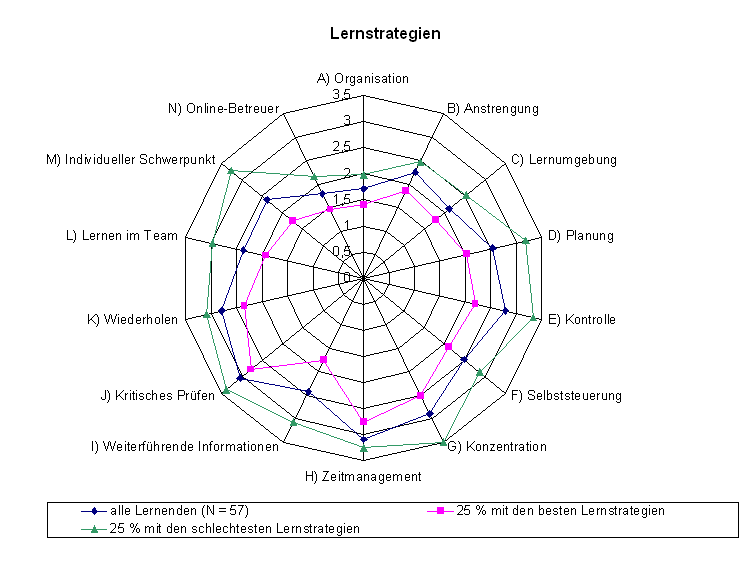 Lernstrategien
A) Organisation
N) Online-Betreuer
B) Anstrengung
M) Individueller Schwerpunkt
C) Lernumgebung
L) Lernen im Team
D) Planung
K) Wiederholen
E) Kontrolle
J) Kritisches Prüfen
F) Selbststeuerung
I) Weiterführende Informationen
G) Konzentration
H) Zeitmanagement
3,5
3
2,5
2
1,5
1
0,5
0
alle Lernenden (N = 57)
25 % mit den besten Lernstrategien
25 % mit den schlechtesten Lernstrategien